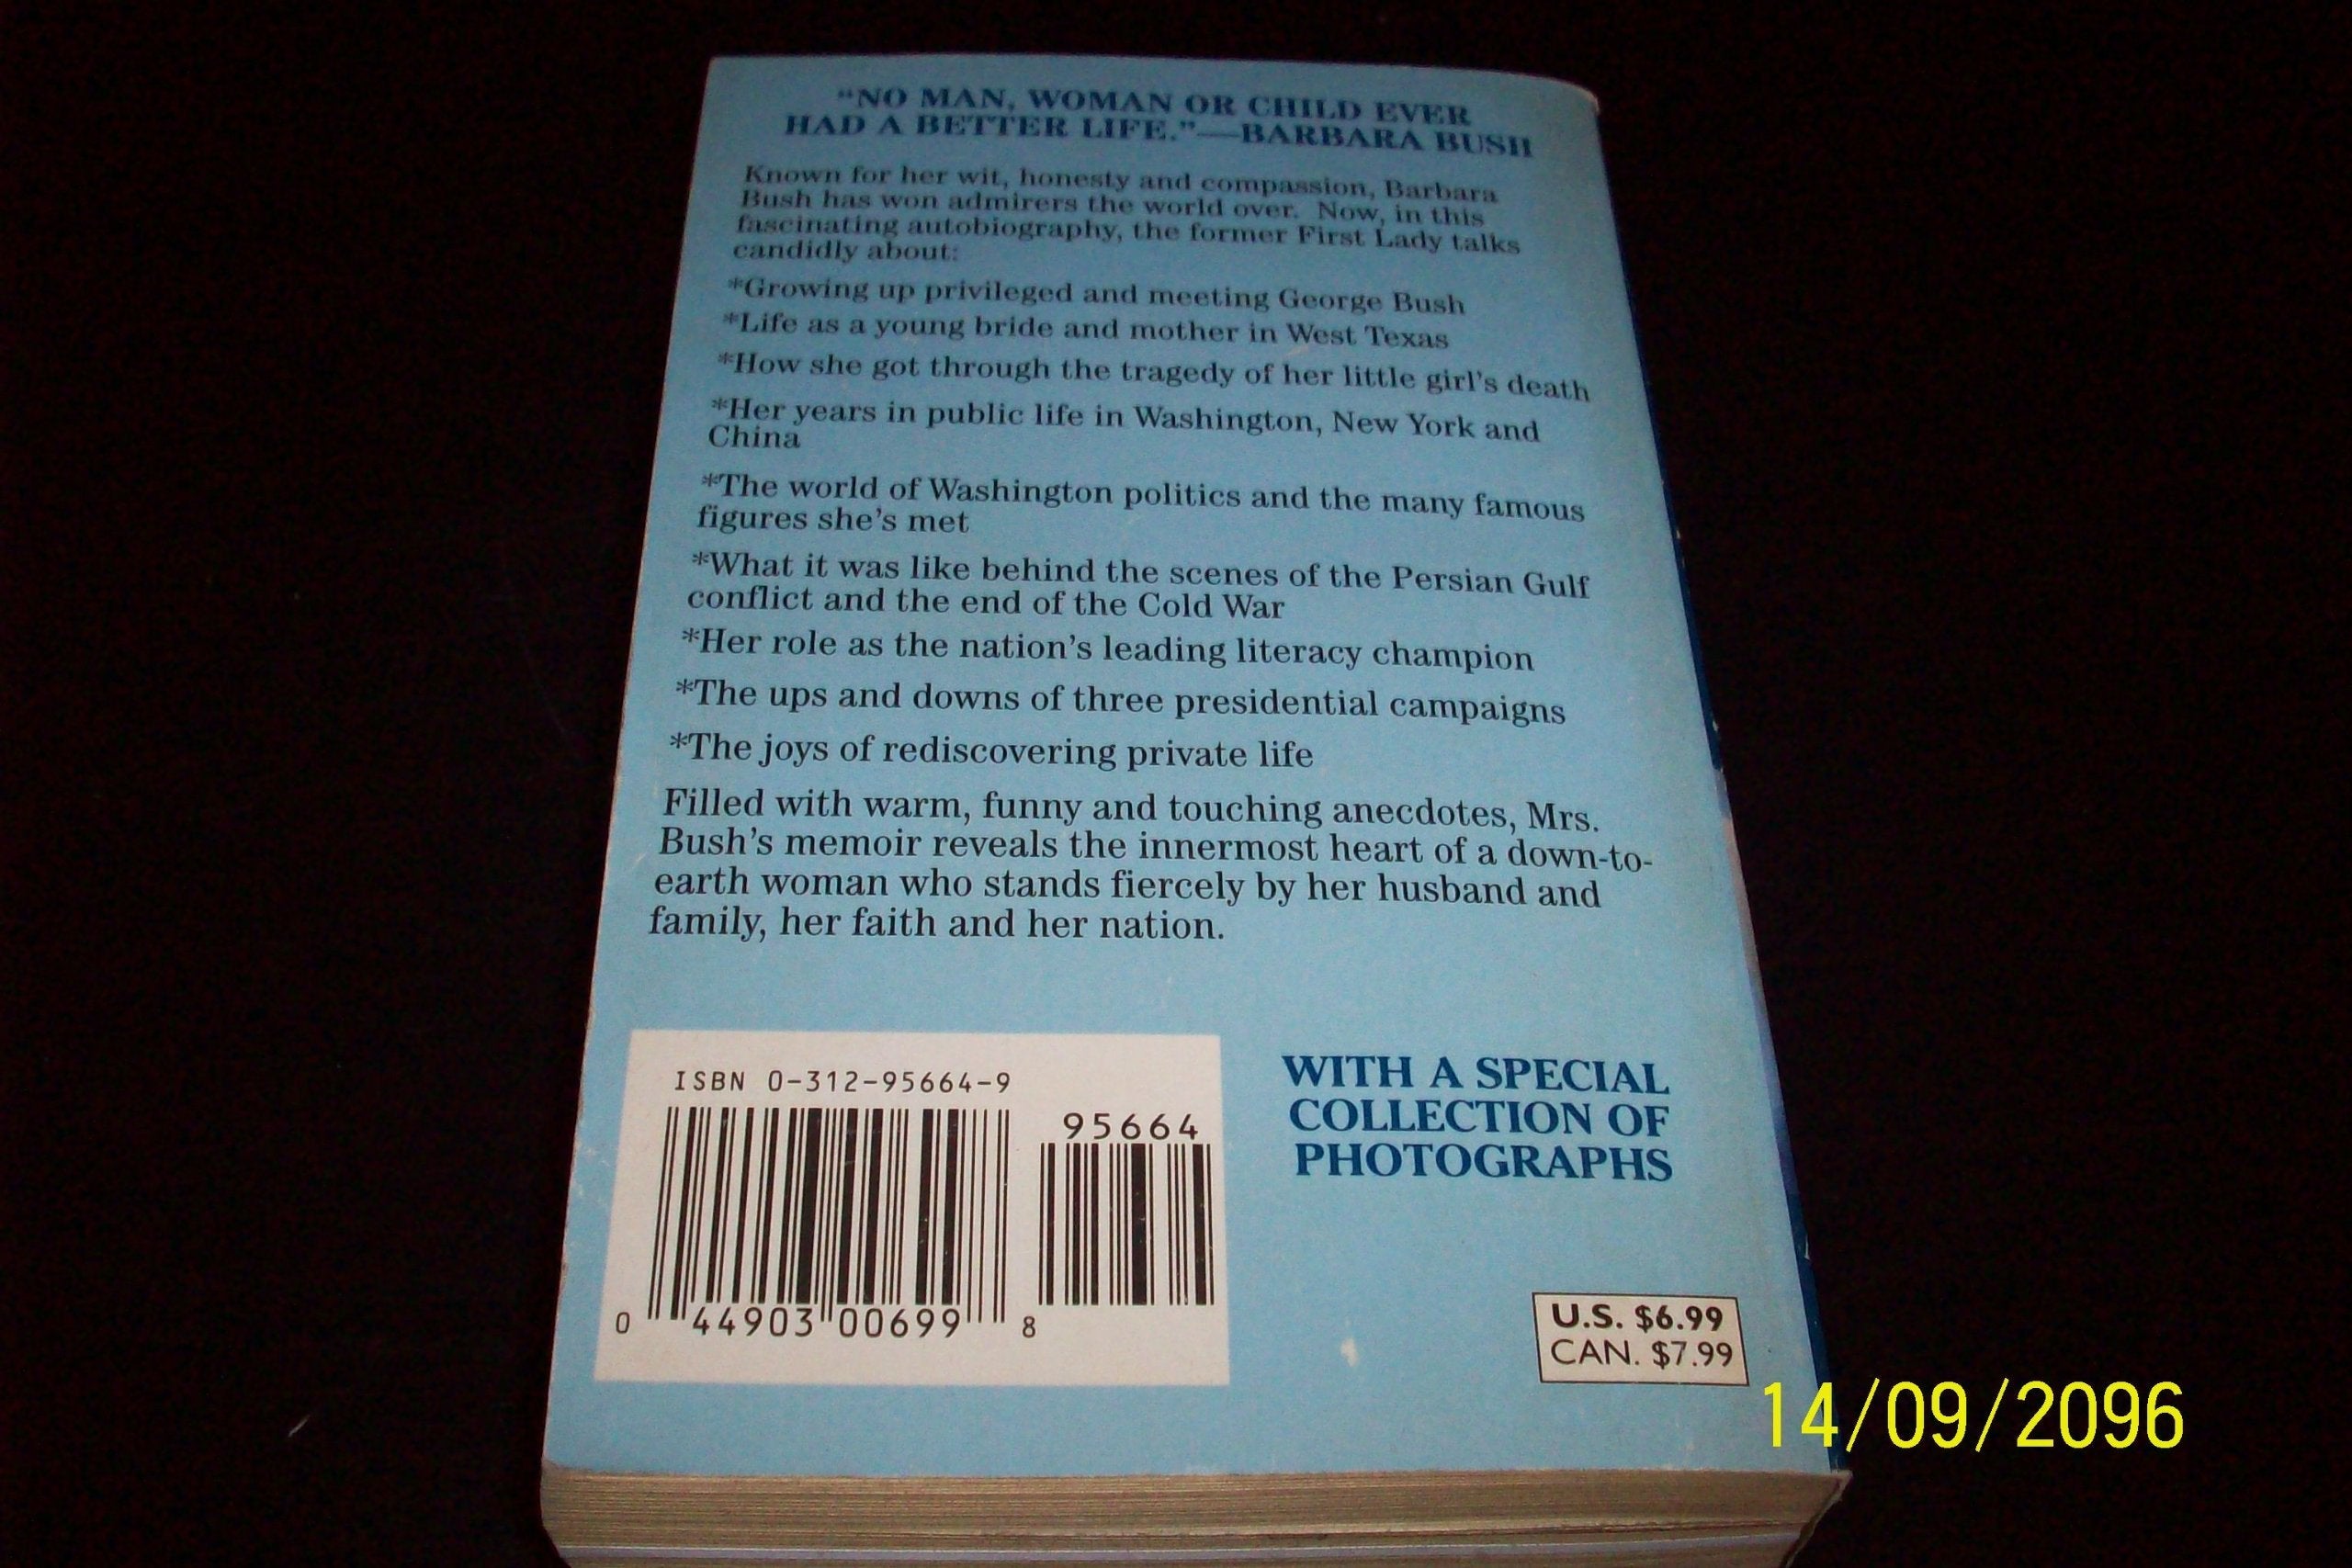 “NO MAN, WOMAN OR CHILD EVER
HAD A BETTER LIFE.”—BARBARA BUSH
Known for her wit, honesty and compassion, Barbara
Bush has won admirers the world over. Now, in this
fascinating autobiography, the former First Lady talks
candidly about:
*Growing up privileged and meeting George Bush
*Life as a young bride and mother in West Texas
*How she got through the tragedy of her little girl’s death
*Her years in public life in Washington, New York and
China
*The world of Washington politics and the many famous
figures she’s met
*What it was like behind the scenes of the Persian Gulf
conflict and the end of the Cold War
*Her role as the nation’s leading literacy champion
*The ups and downs of three presidential campaigns
*The joys of rediscovering private life
Filled with warm, funny and touching anecdotes, Mrs.
Bush’s memoir reveals the innermost heart of a down-to-
earth woman who stands fiercely by her husband and
family, her faith and her nation.
ISBN 0-312-95664-9
95664
0 44903 00699 8
WITH A SPECIAL
COLLECTION OF
PHOTOGRAPHS
U.S. $6.99
CAN. $7.99
14/09/2096